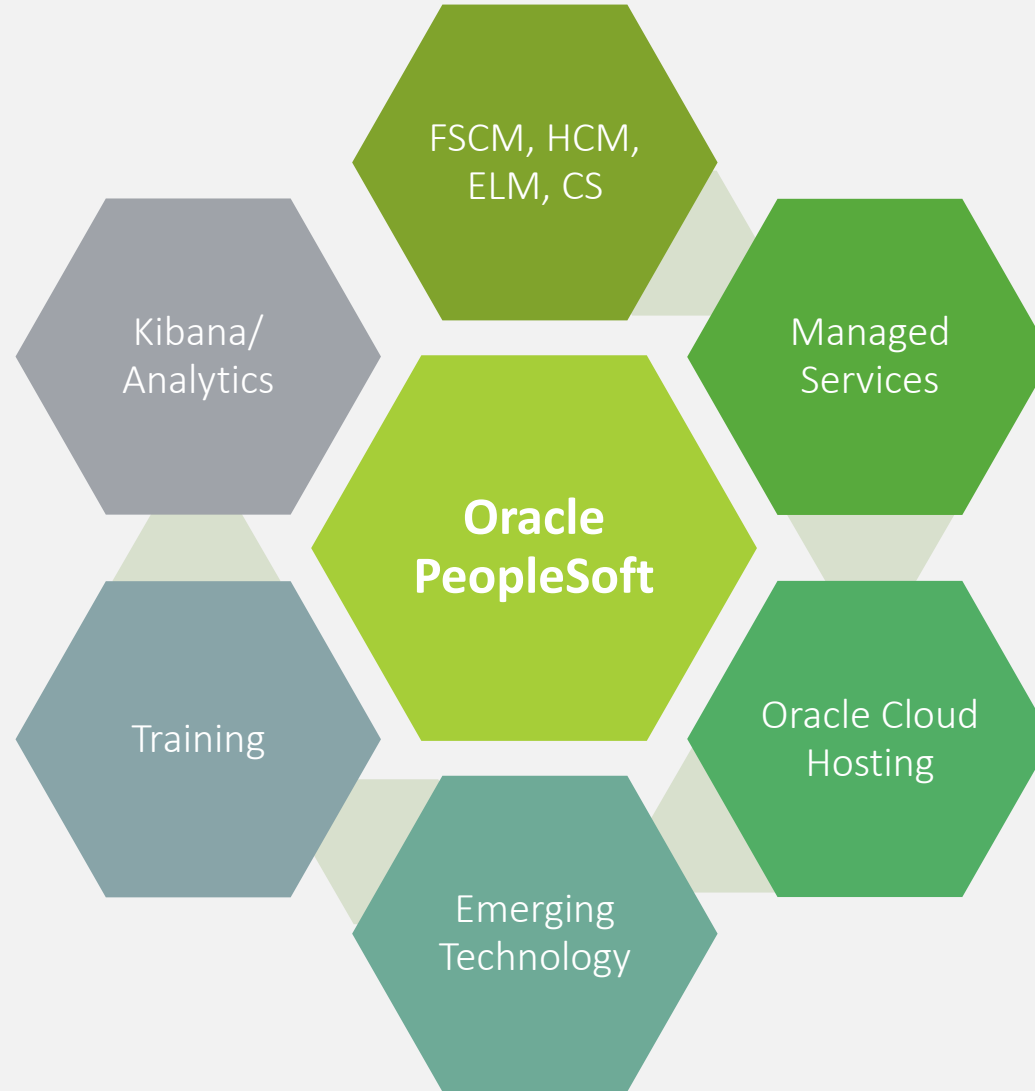 FSCM, HCM,
ELM, CS
Managed
Services
Oracle Cloud
Hosting
Emerging
Technology
Training
Kibana/
Analytics
Oracle
PeopleSoft